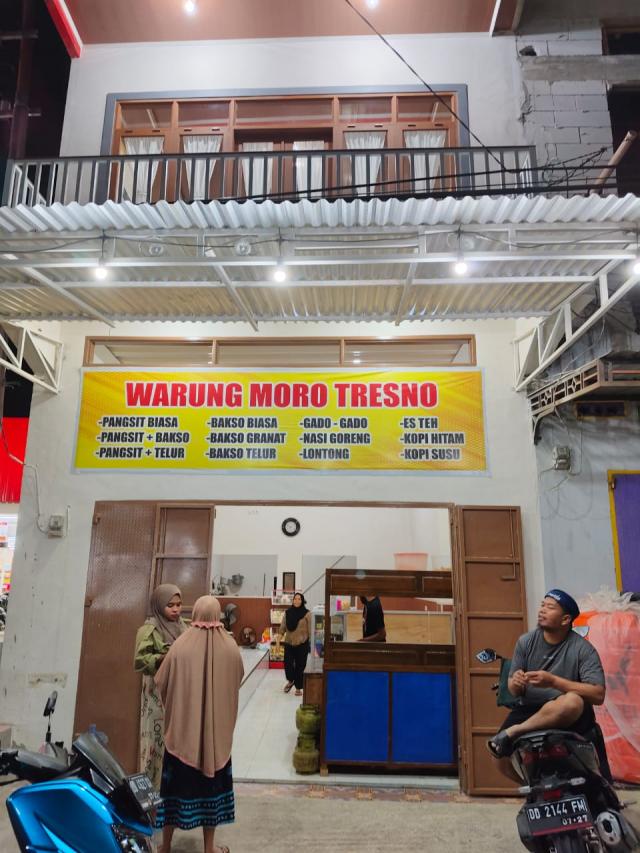 WARUNG MORO TRESNO
-PANGSIT BIASA
-PANGSIT + BAKSO
-PANGSIT + TELUR
-BAKSO BIASA
-BAKSO GRANAT
-BAKSO TELUR
-GADO - GADO
-NASI GORENG
-LONTONG
-ES TEH
-KOPI HITAM
-KOPI SUSU
DD 2144 FM
07·27